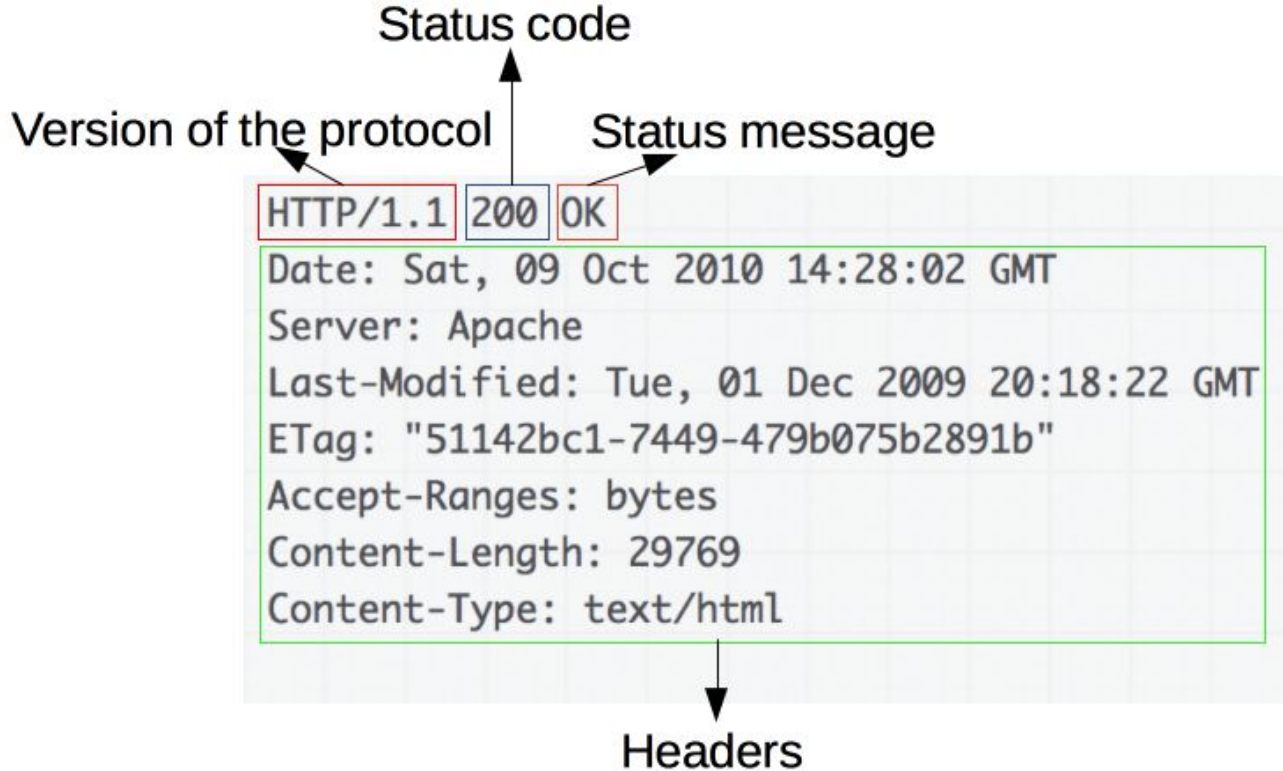 Status code
Version of the protocol
Status message
HTTP/1.1 200 OK
Date: Sat, 09 Oct 2010 14:28:02 GMT
Server: Apache
Last-Modified: Tue, 01 Dec 2009 20:18:22 GMT
ETag: "51142bc1-7449-479b075b2891b"
Accept-Ranges: bytes
Content-Length: 29769
Content-Type: text/html
Headers